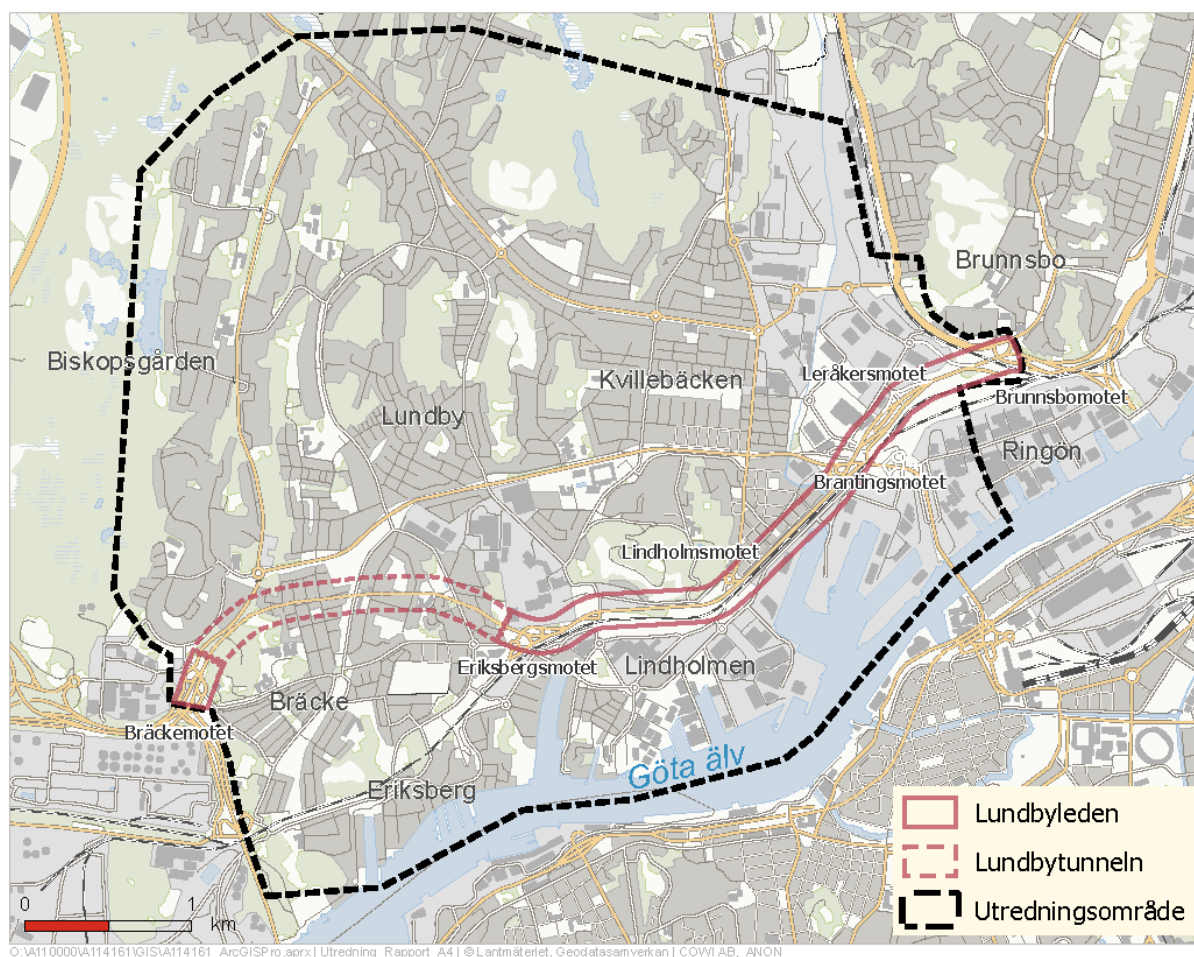 Brunnsbo
Biskopsgården
Leråkersmotet
Kvillebäcken
Brunnsbomotet
Lundby
Ringön
Brantingsmotet
Lindholmsmotet
Eriksbergsmotet
Lindholmen
Bräcke
Bräckemotet
Göta älv
Eriksberg
Lundbyleden
Lundbytunneln
Utredningsområde
0 1
km
O:\A110000\A114161\GIS\A114161_ArcGISPro.aprx | Utredning_Rapport_A4 | © Lantmäteriet, Geodatasamverkan | COWI AB, ANON